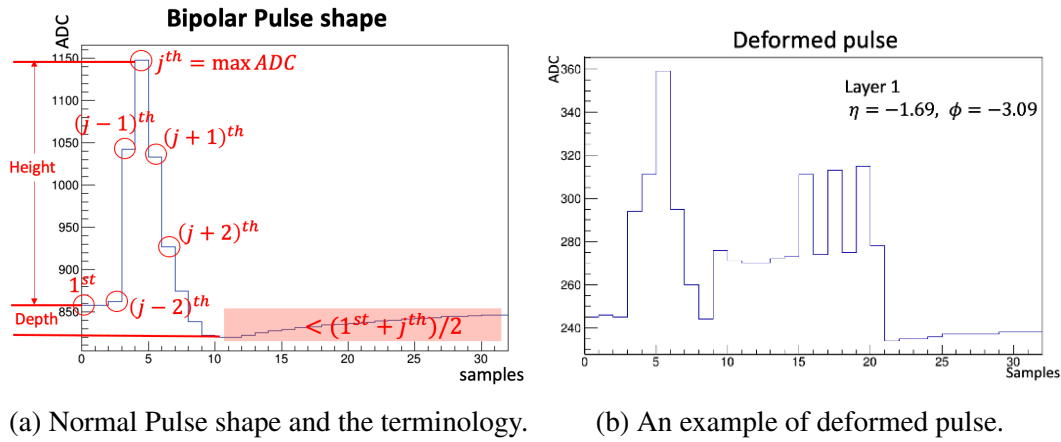 Bipolar Pulse shape
ADC
1150
1100
1050
1000
950
900
850
j^{th} = max ADC
(j − 1)^{th}
(j + 1)^{th}
Height
(j + 2)^{th}
1^{st}
(j − 2)^{th}
Depth
< (1^{st} + j^{th})/2
0 5 10 15 20 25 30
samples
(a) Normal Pulse shape and the terminology.
Deformed pulse
ADC
360
340
320
300
280
260
240
Layer 1
η = −1.69, ϕ = −3.09
0 5 10 15 20 25 30
Samples
(b) An example of deformed pulse.